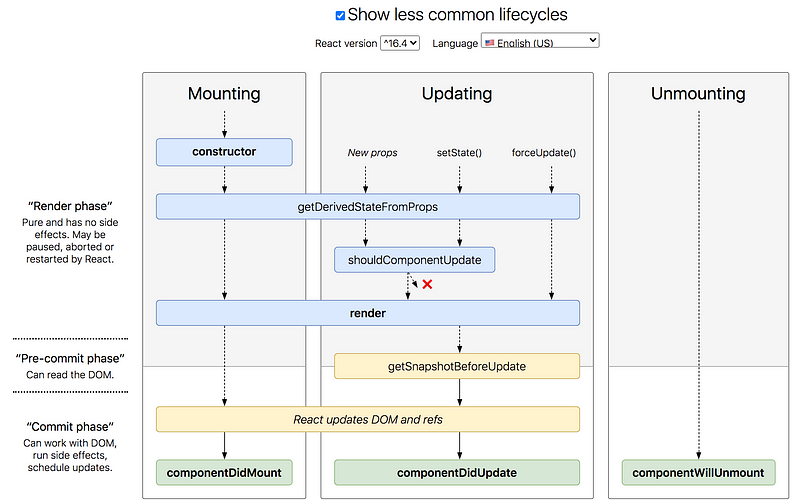 Show less common lifecycles
React version ^16.4 Language English (US)
Mounting
Updating
Unmounting
constructor
New props
setState()
forceUpdate()
"Render phase"
Pure and has no side
effects. May be
paused, aborted or
restarted by React.
getDerivedStateFromProps
shouldComponentUpdate
render
"Pre-commit phase"
Can read the DOM.
getSnapshotBeforeUpdate
"Commit phase"
Can work with DOM,
run side effects,
schedule updates.
React updates DOM and refs
componentDidMount
componentDidUpdate
componentWillUnmount